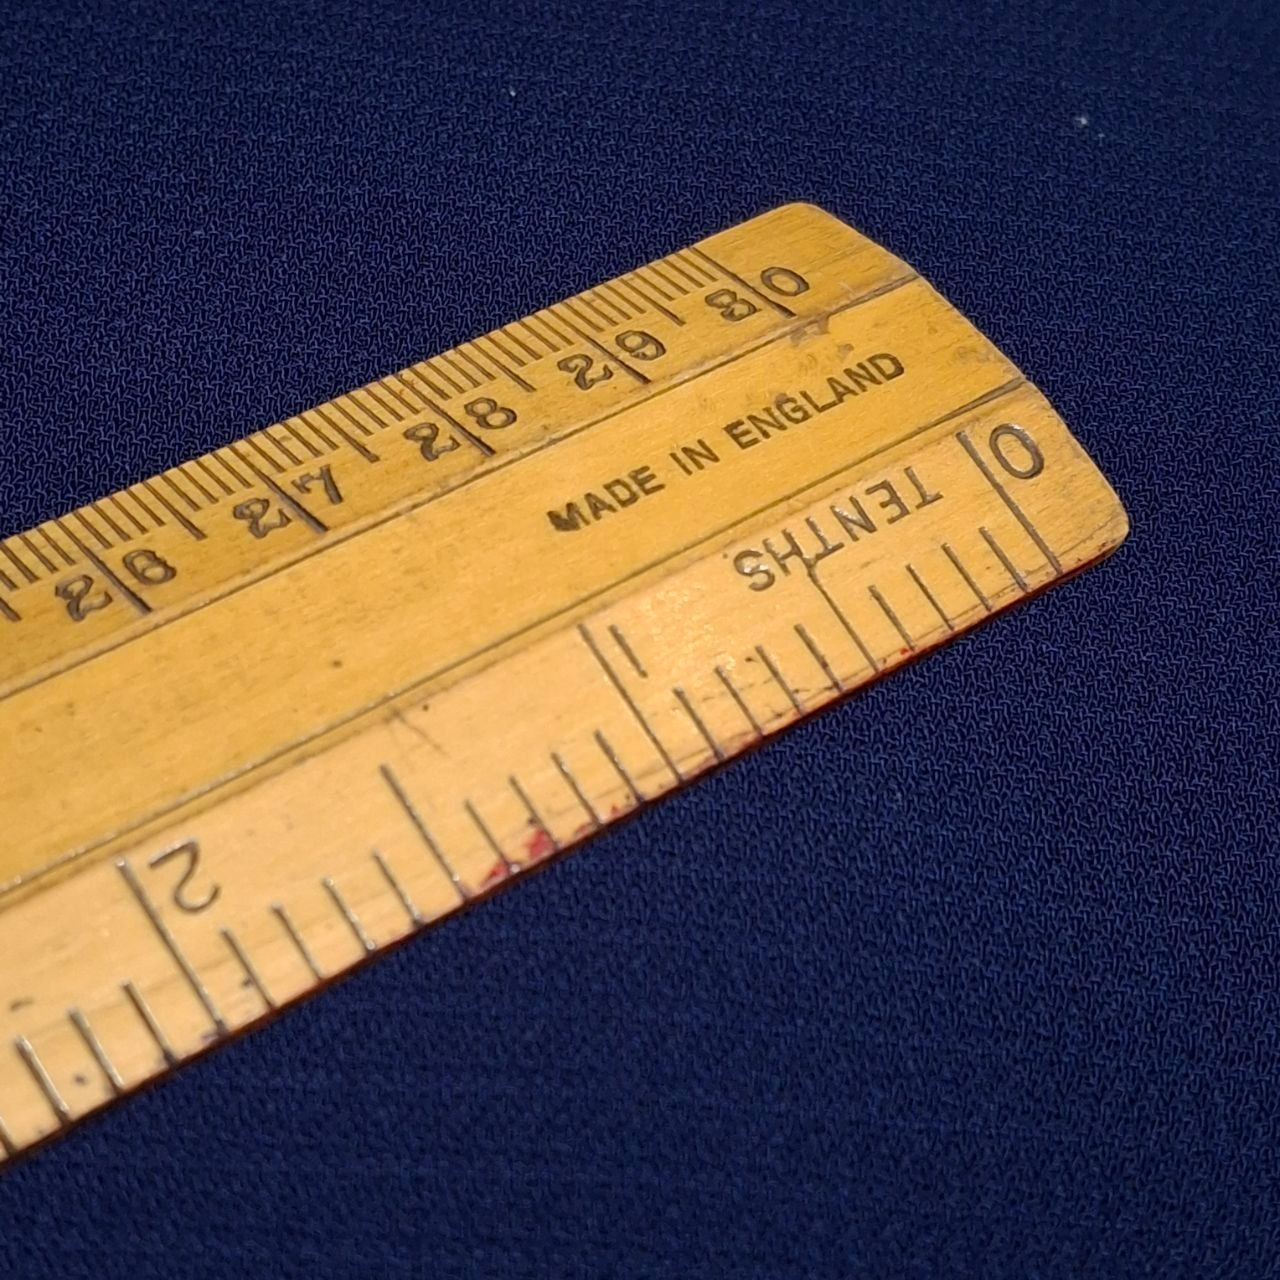 26 27 28 29 30
MADE IN ENGLAND
TENTHS
0 1 2